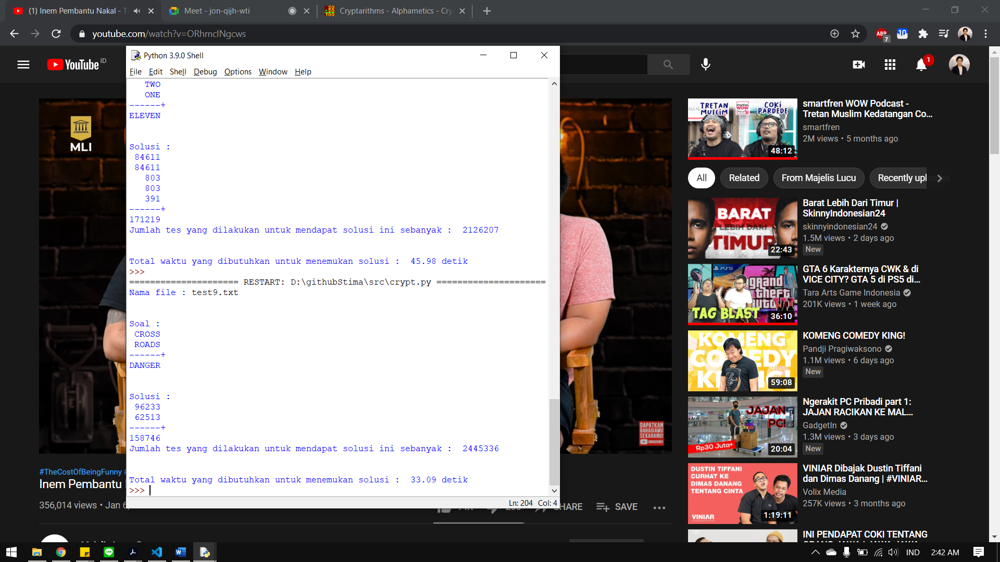 (1) Inem Pembantu Nakal - T
Meet - jon-qijh-wti
Cryptarithms - Alphametics - Cry
youtube.com/watch?v=ORhmcINgcws
ABP
7
10
YouTube ID
1
Python 3.9.0 Shell
File Edit Shell Debug Options Window Help
TWO
ONE
------+
ELEVEN
Solusi :
84611
84611
803
803
391
------+
171219
Jumlah tes yang dilakukan untuk mendapat solusi ini sebanyak :  2126207
Total waktu yang dibutuhkan untuk menemukan solusi :  45.98 detik
>>>
===================== RESTART: D:\githubStima\src\crypt.py =====================
Nama file : test9.txt
Soal :
CROSS
ROADS
------+
DANGER
Solusi :
96233
62513
------+
158746
Jumlah tes yang dilakukan untuk mendapat solusi ini sebanyak :  2445336
Total waktu yang dibutuhkan untuk menemukan solusi :  33.09 detik
>>>
Ln: 204 Col: 4
MLI
DAPATKAN
BAHAGIAMU
SEKARANG!
SUBSCRIBE!
#TheCostOfBeingFunny #
Inem Pembantu
356,014 views • Jan 6,
SHARE
SAVE
TRETAN
MUSLIM
smartfren
WOW
COKI
PARDEDE
48:12
smartfren WOW Podcast -
Tretan Muslim Kedatangan Co...
smartfren
2M views • 5 months ago
All
Related
From Majelis Lucu
Recently upl
BARAT
LEBIH DARI
TIMUR
22:43
Barat Lebih Dari Timur |
SkinnyIndonesian24
skinnyindonesian24
1.5M views • 2 days ago
New
PS5
grand
theft
auto VI
TAG BLAST
36:10
GTA 6 Karakternya CWK & di
VICE CITY? GTA 5 di PS5 di...
Tara Arts Game Indonesia
201K views • 1 week ago
KOMENG
COMEDY
KING!
59:08
KOMENG COMEDY KING!
Pandji Pragiwaksono
1.1M views • 6 days ago
New
JAJAN
PC!
Rp30 Juta+
20:04
Ngerakit PC Pribadi part 1:
JAJAN RACIKAN KE MAL...
GadgetIn
1.3M views • 3 days ago
New
DUSTIN TIFFANI
CURHAT KE
DIMAS DANANG
TENTANG CINTA
VINIAR
1:19:11
VINIAR Dibajak Dustin Tiffani
dan Dimas Danang | #VINIAR...
Volix Media
257K views • 3 months ago
INI PENDAPAT COKI TENTANG
IND
2:42 AM